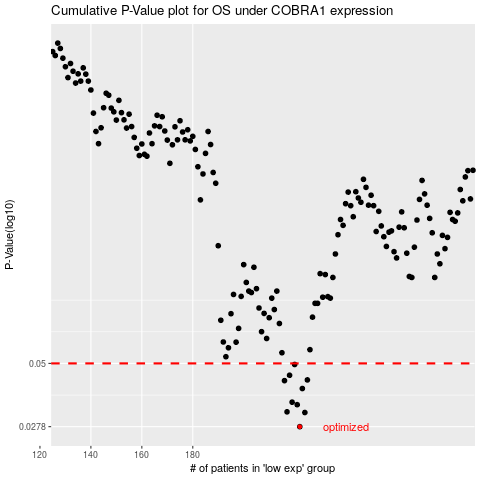 Cumulative P-Value plot for OS under COBRA1 expression
P-Value(log10)
0.05
0.0278
optimized
120 140 160 180
# of patients in 'low exp' group